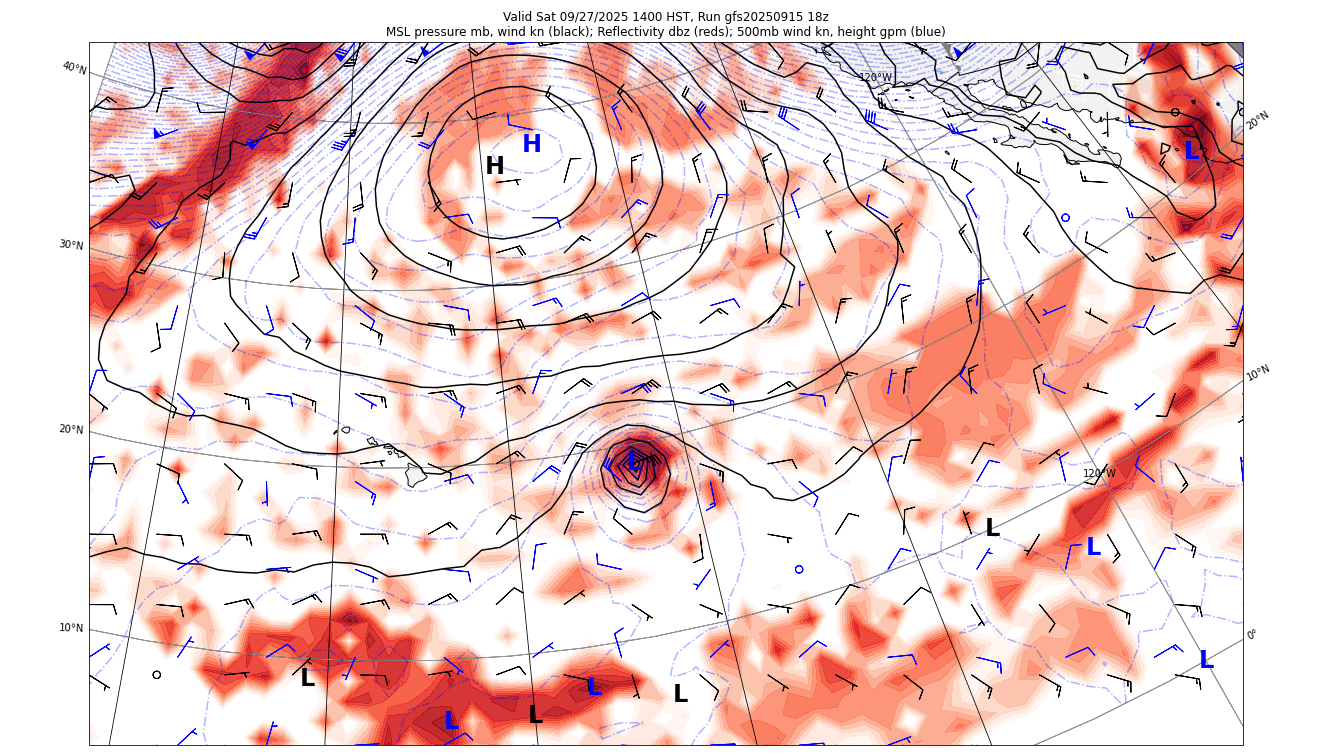 Valid Sat 09/27/2025 1400 HST, Run gfs20250915 18z
MSL pressure mb, wind kn (black); Reflectivity dbz (reds); 500mb wind kn, height gpm (blue)
40°N
120°W
20°N
H
H
L
30°N
10°N
20°N
L
120°W
L
L
10°N
0°
L
L
L
L
L
L